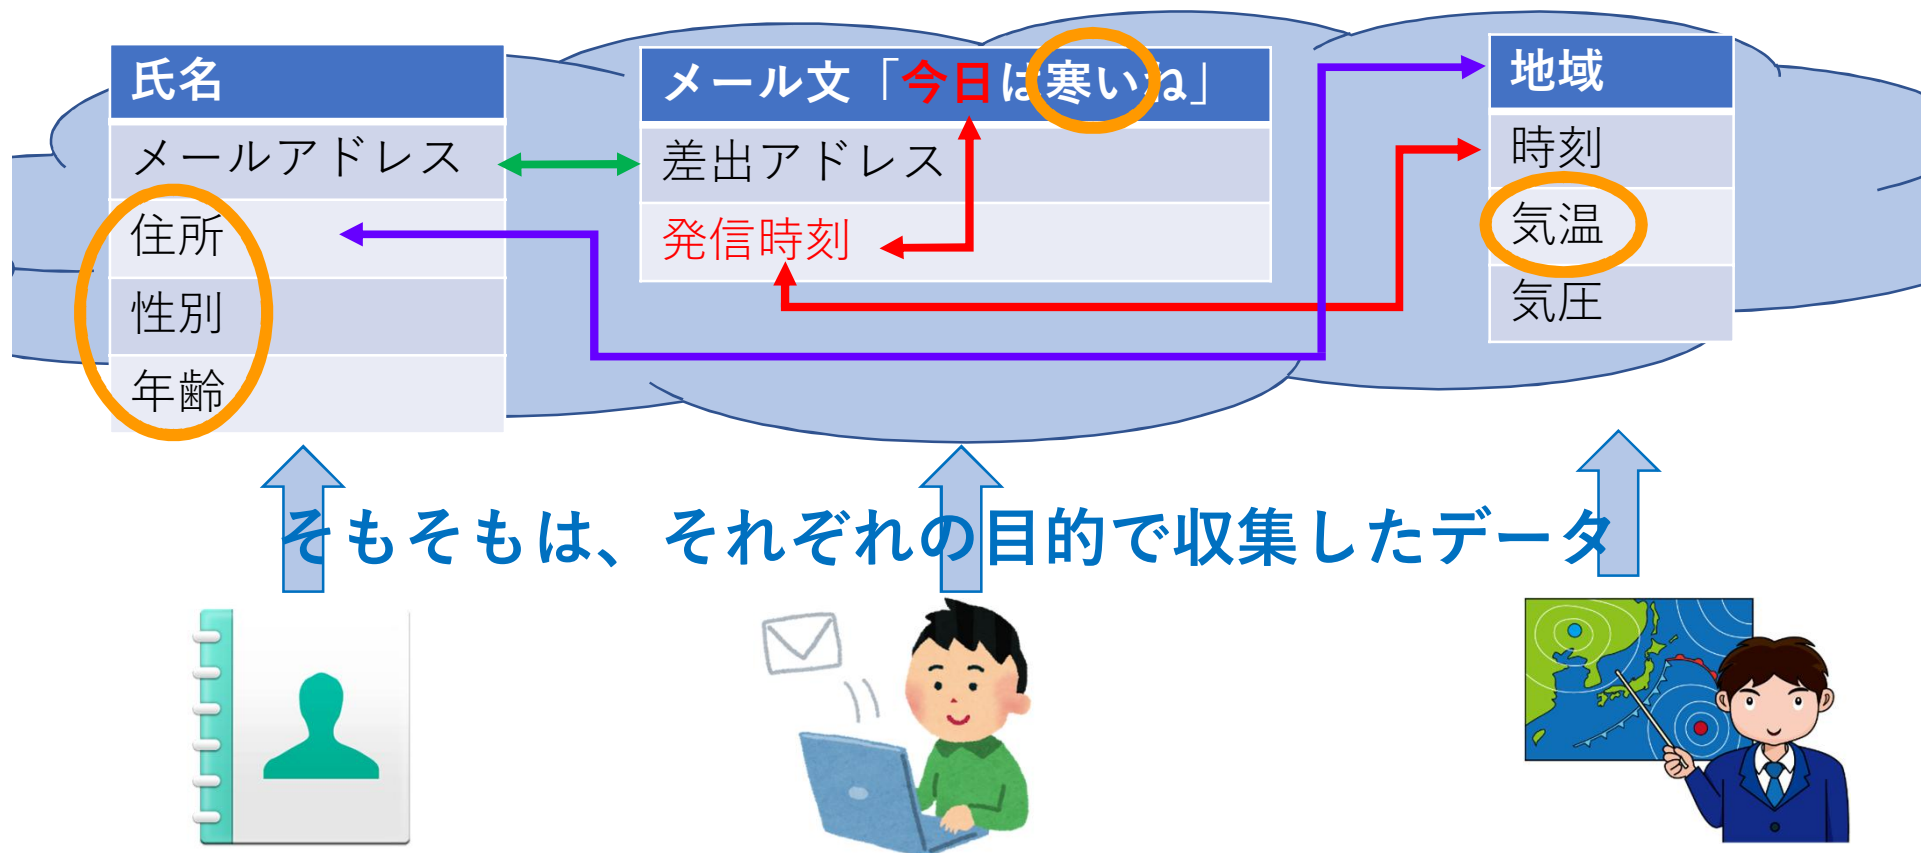 氏名
メールアドレス
住所
性別
年齢
メール文「今日は寒いね」
差出アドレス
発信時刻
地域
時刻
気温
気圧
そもそもは、それぞれの目的で収集したデータ